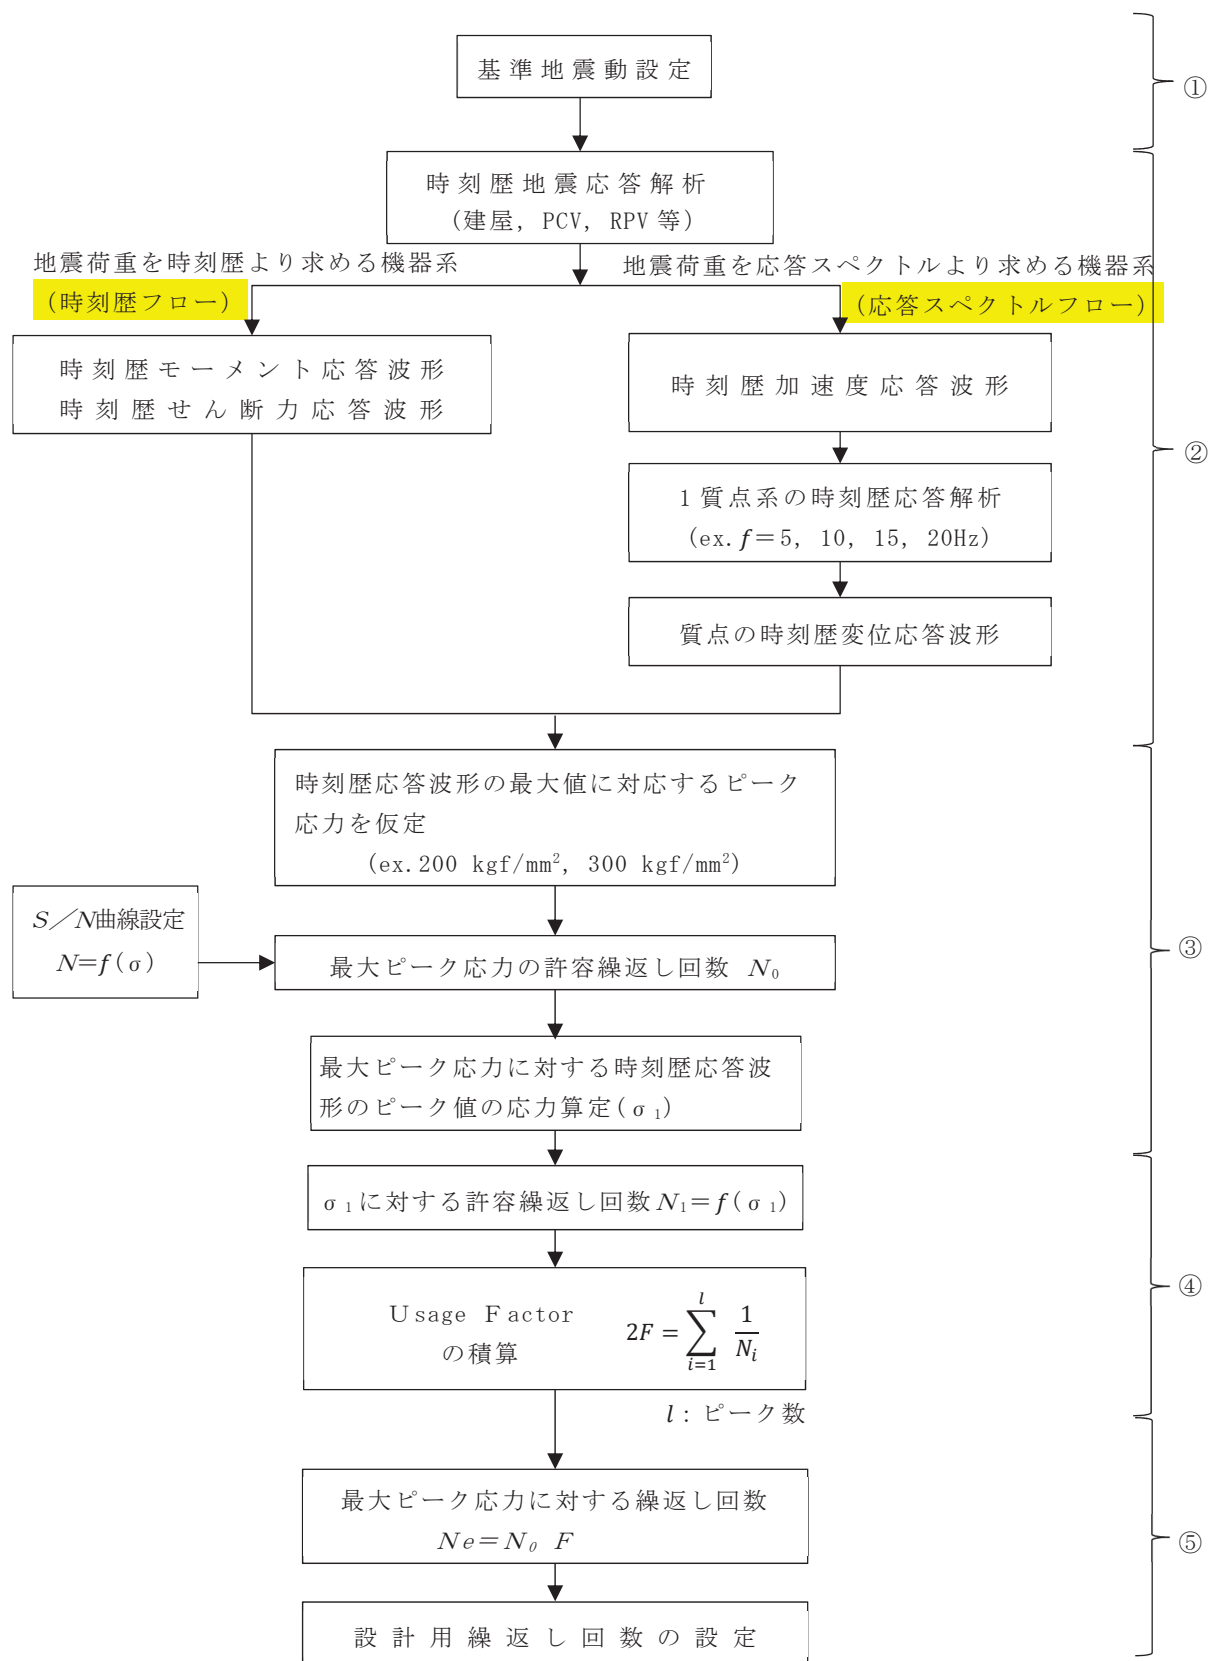 基準地震動設定
①
時刻歴地震応答解析
(建屋, PCV, RPV 等)
地震荷重を時刻歴より求める機器系
(時刻歴フロー)
地震荷重を応答スペクトルより求める機器系
(応答スペクトルフロー)
時刻歴モーメント応答波形
時刻歴せん断力応答波形
時刻歴加速度応答波形
②
1 質点系の時刻歴応答解析
(ex. f＝5, 10, 15, 20Hz)
質点の時刻歴変位応答波形
時刻歴応答波形の最大値に対応するピーク
応力を仮定
(ex. 200 kgf/mm², 300 kgf/mm²)
S／N曲線設定
N＝f(σ)
最大ピーク応力の許容繰返し回数 N₀
③
最大ピーク応力に対する時刻歴応答波
形のピーク値の応力算定(σ₁)
σ₁に対する許容繰返し回数N₁＝f(σ₁)
Usage Factor
の積算
2F = \sum_{i=1}^{l} \frac{1}{N_i}
④
l: ピーク数
最大ピーク応力に対する繰返し回数
Ne＝N₀ F
⑤
設計用繰返し回数の設定